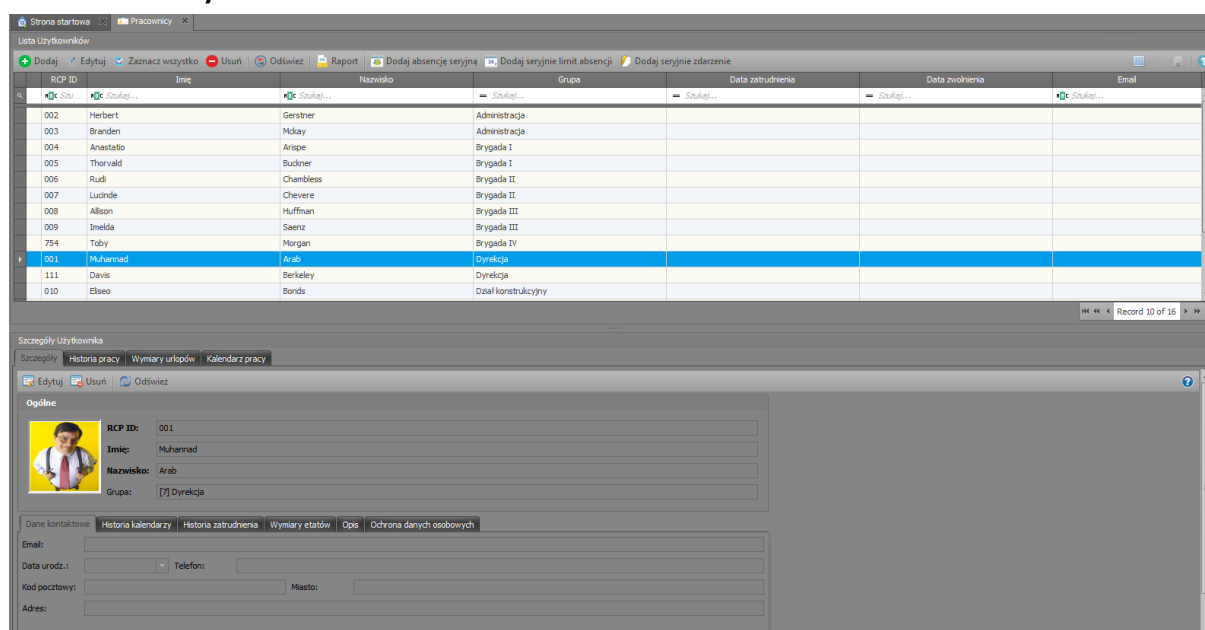 Strona startowa Pracownicy
Lista Użytkowników
Dodaj Edytuj Zaznacz wszystko Usuń Odśwież Raport Dodaj absencję seryjną Dodaj seryjnie limit absencji Dodaj seryjnie zdarzenie
RCP ID Imię Nazwisko Grupa Data zatrudnienia Data zwolnienia Email
Szu... Szukaj... Szukaj... = Szukaj... = Szukaj... = Szukaj... Szukaj...
002 Herbert Gerstner Administracja
003 Branden Mckay Administracja
004 Anastatio Arispe Brygada I
005 Thorvald Buckner Brygada I
006 Rudi Chambless Brygada II
007 Lucinde Chevere Brygada II
008 Allison Huffman Brygada III
009 Imelda Saenz Brygada III
754 Toby Morgan Brygada IV
001 Muhannad Arab Dyrekcja
111 Davis Berkeley Dyrekcja
010 Eliseo Bonds Dział konstrukcyjny
Record 10 of 16
Szczegóły Użytkownika
Szczegóły Historia pracy Wymiary urlopów Kalendarz pracy
Edytuj Usuń Odśwież
Ogólne
RCP ID: 001
Imię: Muhannad
Nazwisko: Arab
Grupa: [7] Dyrekcja
Dane kontaktowe Historia kalendarzy Historia zatrudnienia Wymiary etatów Opis Ochrona danych osobowych
Email:
Data urodz.: Telefon:
Kod pocztowy: Miasto:
Adres: